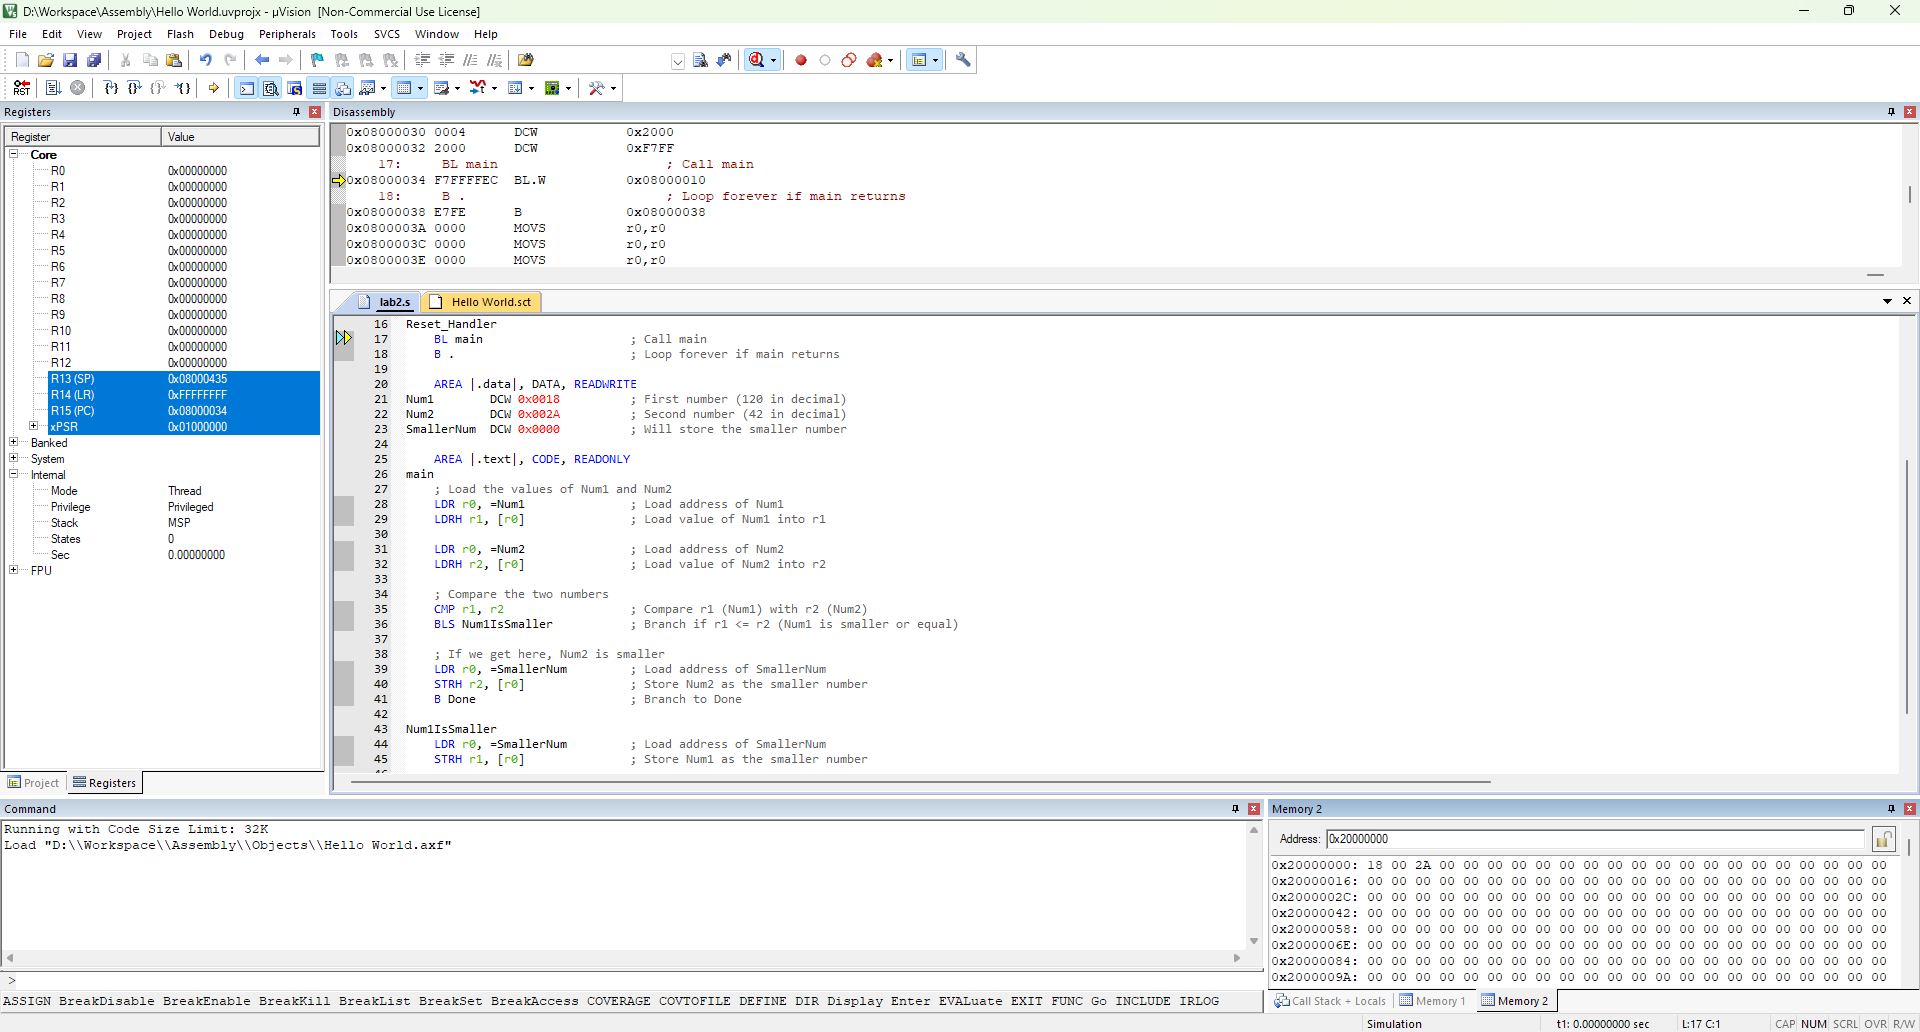 D:\Workspace\Assembly\Hello World.uvprojx - µVision [Non-Commercial Use License]
File Edit View Project Flash Debug Peripherals Tools SVCS Window Help
Registers
Register Value
Core
R0 0x00000000
R1 0x00000000
R2 0x00000000
R3 0x00000000
R4 0x00000000
R5 0x00000000
R6 0x00000000
R7 0x00000000
R8 0x00000000
R9 0x00000000
R10 0x00000000
R11 0x00000000
R12 0x00000000
R13 (SP) 0x08000435
R14 (LR) 0xFFFFFFFF
R15 (PC) 0x08000034
xPSR 0x01000000
Banked
System
Internal
Mode Thread
Privilege Privileged
Stack MSP
States 0
Sec 0.00000000
FPU
Project Registers
Disassembly
0x08000030 0004 DCW 0x2000
0x08000032 2000 DCW 0xF7FF
17: BL main ; Call main
0x08000034 F7FFFFEC BL.W 0x08000010
18: B . ; Loop forever if main returns
0x08000038 E7FE B 0x08000038
0x0800003A 0000 MOVS r0,r0
0x0800003C 0000 MOVS r0,r0
0x0800003E 0000 MOVS r0,r0
lab2.s Hello World.sct
16 Reset_Handler
17 BL main ; Call main
18 B . ; Loop forever if main returns
19
20 AREA |.data|, DATA, READWRITE
21 Num1 DCW 0x0018 ; First number (120 in decimal)
22 Num2 DCW 0x002A ; Second number (42 in decimal)
23 SmallerNum DCW 0x0000 ; Will store the smaller number
24
25 AREA |.text|, CODE, READONLY
26 main
27 ; Load the values of Num1 and Num2
28 LDR r0, =Num1 ; Load address of Num1
29 LDRH r1, [r0] ; Load value of Num1 into r1
30
31 LDR r0, =Num2 ; Load address of Num2
32 LDRH r2, [r0] ; Load value of Num2 into r2
33
34 ; Compare the two numbers
35 CMP r1, r2 ; Compare r1 (Num1) with r2 (Num2)
36 BLS Num1IsSmaller ; Branch if r1 <= r2 (Num1 is smaller or equal)
37
38 ; If we get here, Num2 is smaller
39 LDR r0, =SmallerNum ; Load address of SmallerNum
40 STRH r2, [r0] ; Store Num2 as the smaller number
41 B Done ; Branch to Done
42
43 Num1IsSmaller
44 LDR r0, =SmallerNum ; Load address of SmallerNum
45 STRH r1, [r0] ; Store Num1 as the smaller number
Command
Running with Code Size Limit: 32K
Load "D:\\Workspace\\Assembly\\Objects\\Hello World.axf"
>
ASSIGN BreakDisable BreakEnable BreakKill BreakList BreakSet BreakAccess COVERAGE COVTOFILE DEFINE DIR Display Enter EVALuate EXIT FUNC Go INCLUDE IRLOG
Memory 2
Address: 0x20000000
0x20000000: 18 00 2A 00 00 00 00 00 00 00 00 00 00 00 00 00 00 00 00 00 00 00
0x20000016: 00 00 00 00 00 00 00 00 00 00 00 00 00 00 00 00 00 00 00 00 00 00
0x2000002C: 00 00 00 00 00 00 00 00 00 00 00 00 00 00 00 00 00 00 00 00 00 00
0x20000042: 00 00 00 00 00 00 00 00 00 00 00 00 00 00 00 00 00 00 00 00 00 00
0x20000058: 00 00 00 00 00 00 00 00 00 00 00 00 00 00 00 00 00 00 00 00 00 00
0x2000006E: 00 00 00 00 00 00 00 00 00 00 00 00 00 00 00 00 00 00 00 00 00 00
0x20000084: 00 00 00 00 00 00 00 00 00 00 00 00 00 00 00 00 00 00 00 00 00 00
0x2000009A: 00 00 00 00 00 00 00 00 00 00 00 00 00 00 00 00 00 00 00 00 00 00
Call Stack + Locals Memory 1 Memory 2
Simulation t1: 0.00000000 sec L:17 C:1 CAP NUM SCRL OVR R/W